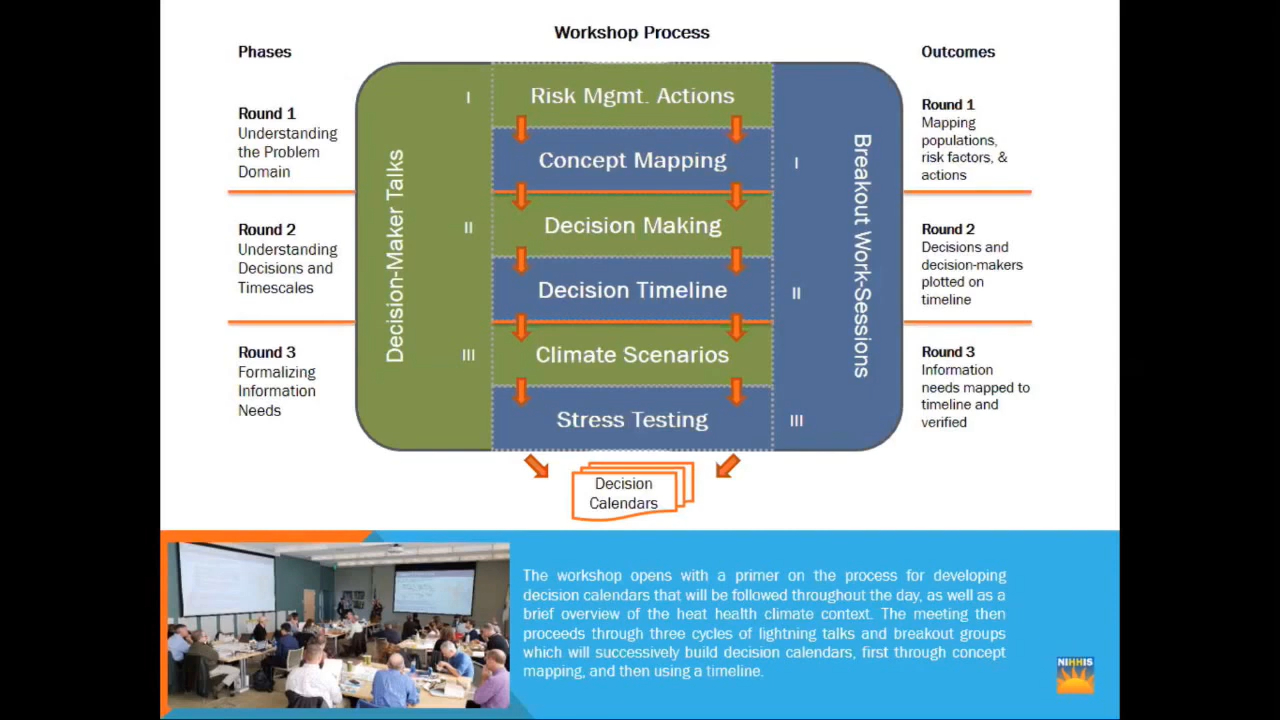 Workshop Process
Phases
Outcomes
Round 1
Understanding
the Problem
Domain
Round 2
Understanding
Decisions and
Timescales
Round 3
Formalizing
Information
Needs
Decision-Maker Talks
I
Risk Mgmt. Actions
Concept Mapping
I
II
Decision Making
Decision Timeline
II
III
Climate Scenarios
Stress Testing
III
Breakout Work-Sessions
Round 1
Mapping
populations,
risk factors, &
actions
Round 2
Decisions and
decision-makers
plotted on
timeline
Round 3
Information
needs mapped to
timeline and
verified
Decision
Calendars
The workshop opens with a primer on the process for developing
decision calendars that will be followed throughout the day, as well as a
brief overview of the heat health climate context. The meeting then
proceeds through three cycles of lightning talks and breakout groups
which will successively build decision calendars, first through concept
mapping, and then using a timeline.
NIHHIS